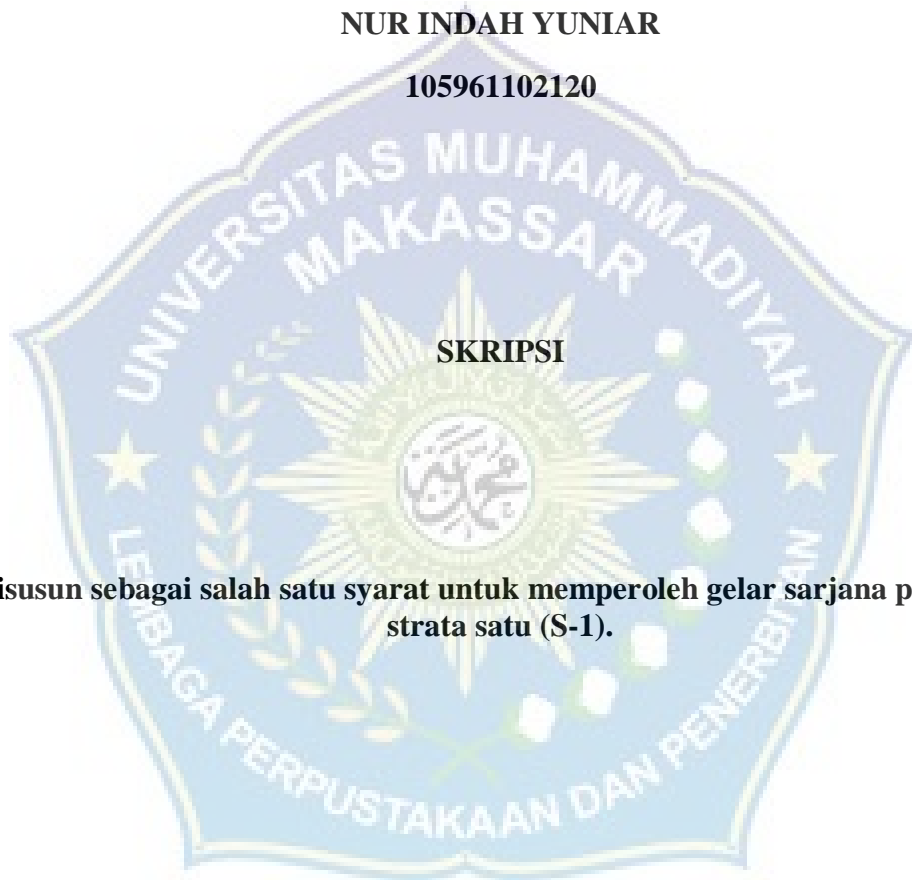 NUR INDAH YUNIAR
105961102120
UNIVERSITAS MUHAMMADIYAH
MAKASSAR
SKRIPSI
محمدية
isusun sebagai salah satu syarat untuk memperoleh gelar sarjana p
strata satu (S-1).
LEMBAGA PERPUSTAKAAN DAN PENERBITAN